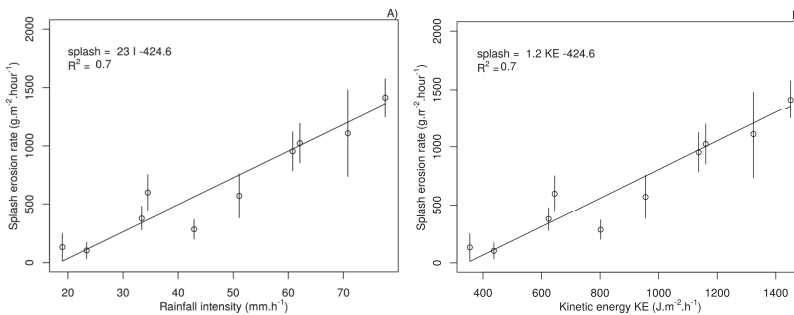 A)
splash = 23 I -424.6
R² = 0.7
Splash erosion rate (g.m⁻².hour⁻¹)
0
500
1000
1500
2000
20
30
40
50
60
70
Rainfall intensity (mm.h⁻¹)
splash = 1.2 KE -424.6
R² = 0.7
Splash erosion rate (g.m⁻².hour⁻¹)
0
500
1000
1500
2000
400
600
800
1000
1200
1400
Kinetic energy KE (J.m⁻².h⁻¹)